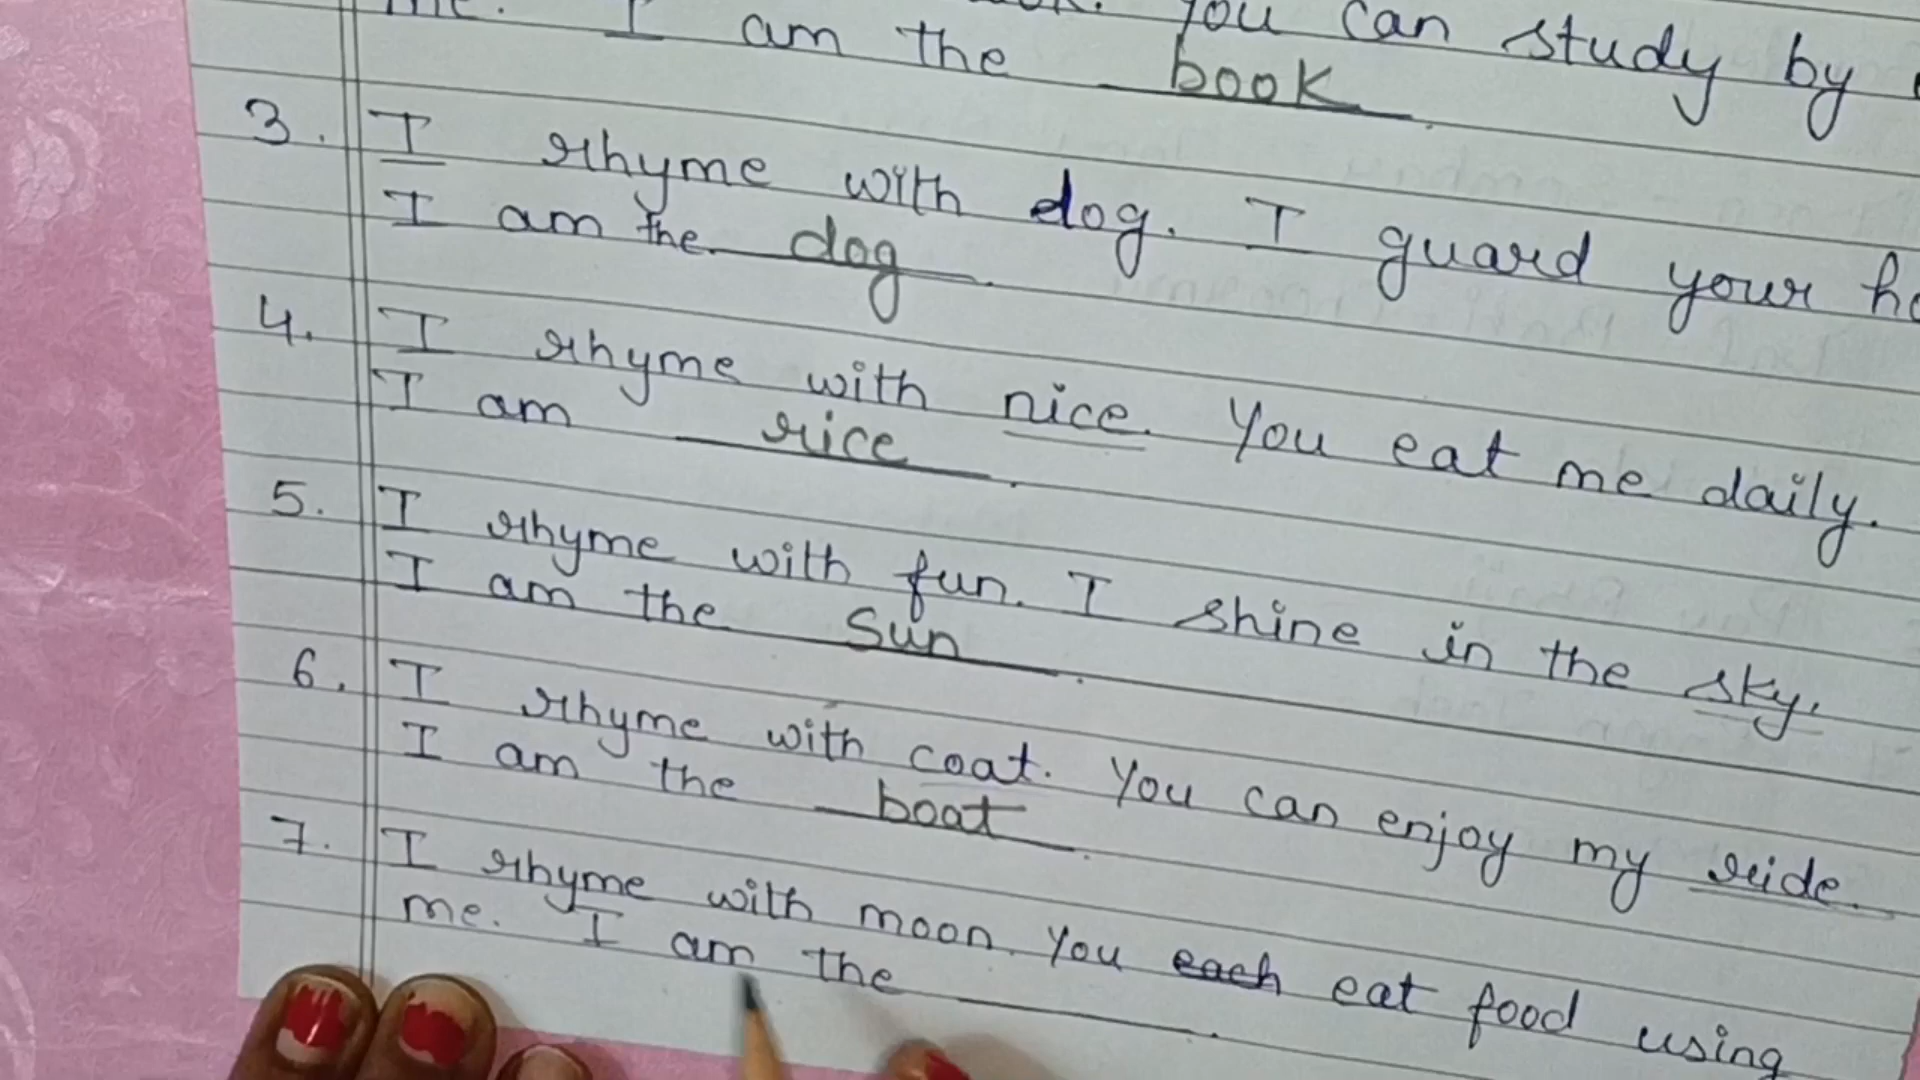 You can study by
me. I am the book.
3. I rhyme with dog. I guard your
I am the dog.
4. I rhyme with nice. You eat me daily.
I am rice.
5. I rhyme with fun. I shine in the sky.
I am the Sun.
6. I rhyme with coat. You can enjoy my ride.
I am the boat.
7. I rhyme with moon. You each eat food using
me. I am the